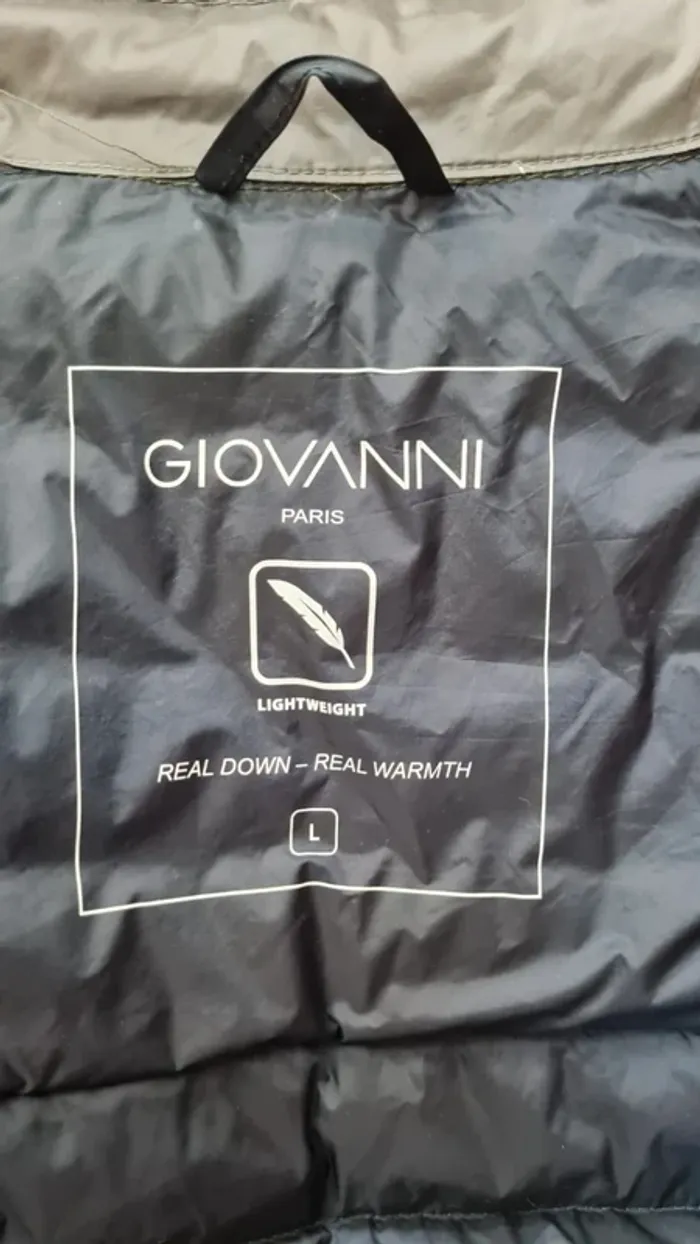 GIOVANNI
PARIS
LIGHTWEIGHT
REAL DOWN – REAL WARMTH
L